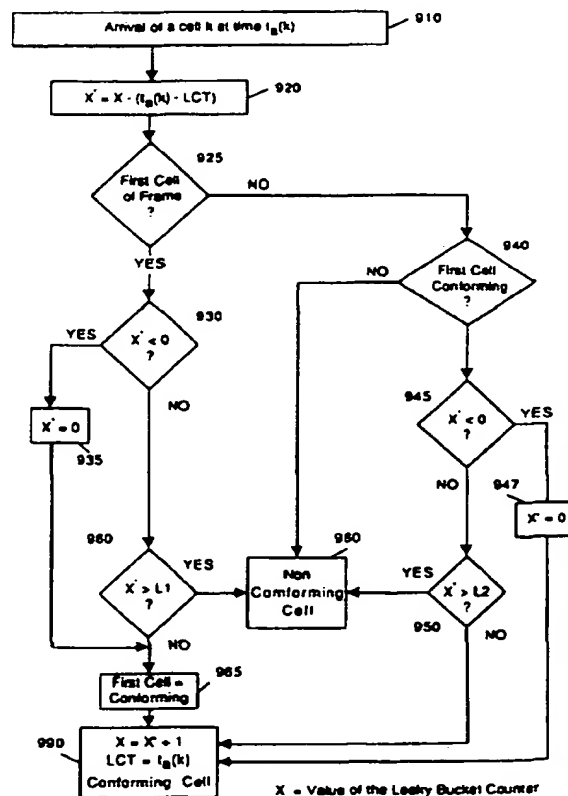 Arrival of a cell k at time ta(k)
910
X' = X - (ta(k) - LCT)
920
925
First Cell
of Frame
?
NO
YES
940
First Cell
Conforming
?
NO
930
X' < 0
?
YES
NO
945
X' < 0
?
YES
NO
X' = 0
935
947
X' = 0
960
X' > L1
?
YES
NO
980
Non
Comforming
Cell
X' > L2
?
YES
950
NO
965
First Cell =
Conforming
990
X = X' + 1
LCT = ta(k)
Conforming Cell
X = Value of the Leaky Bucket Counter